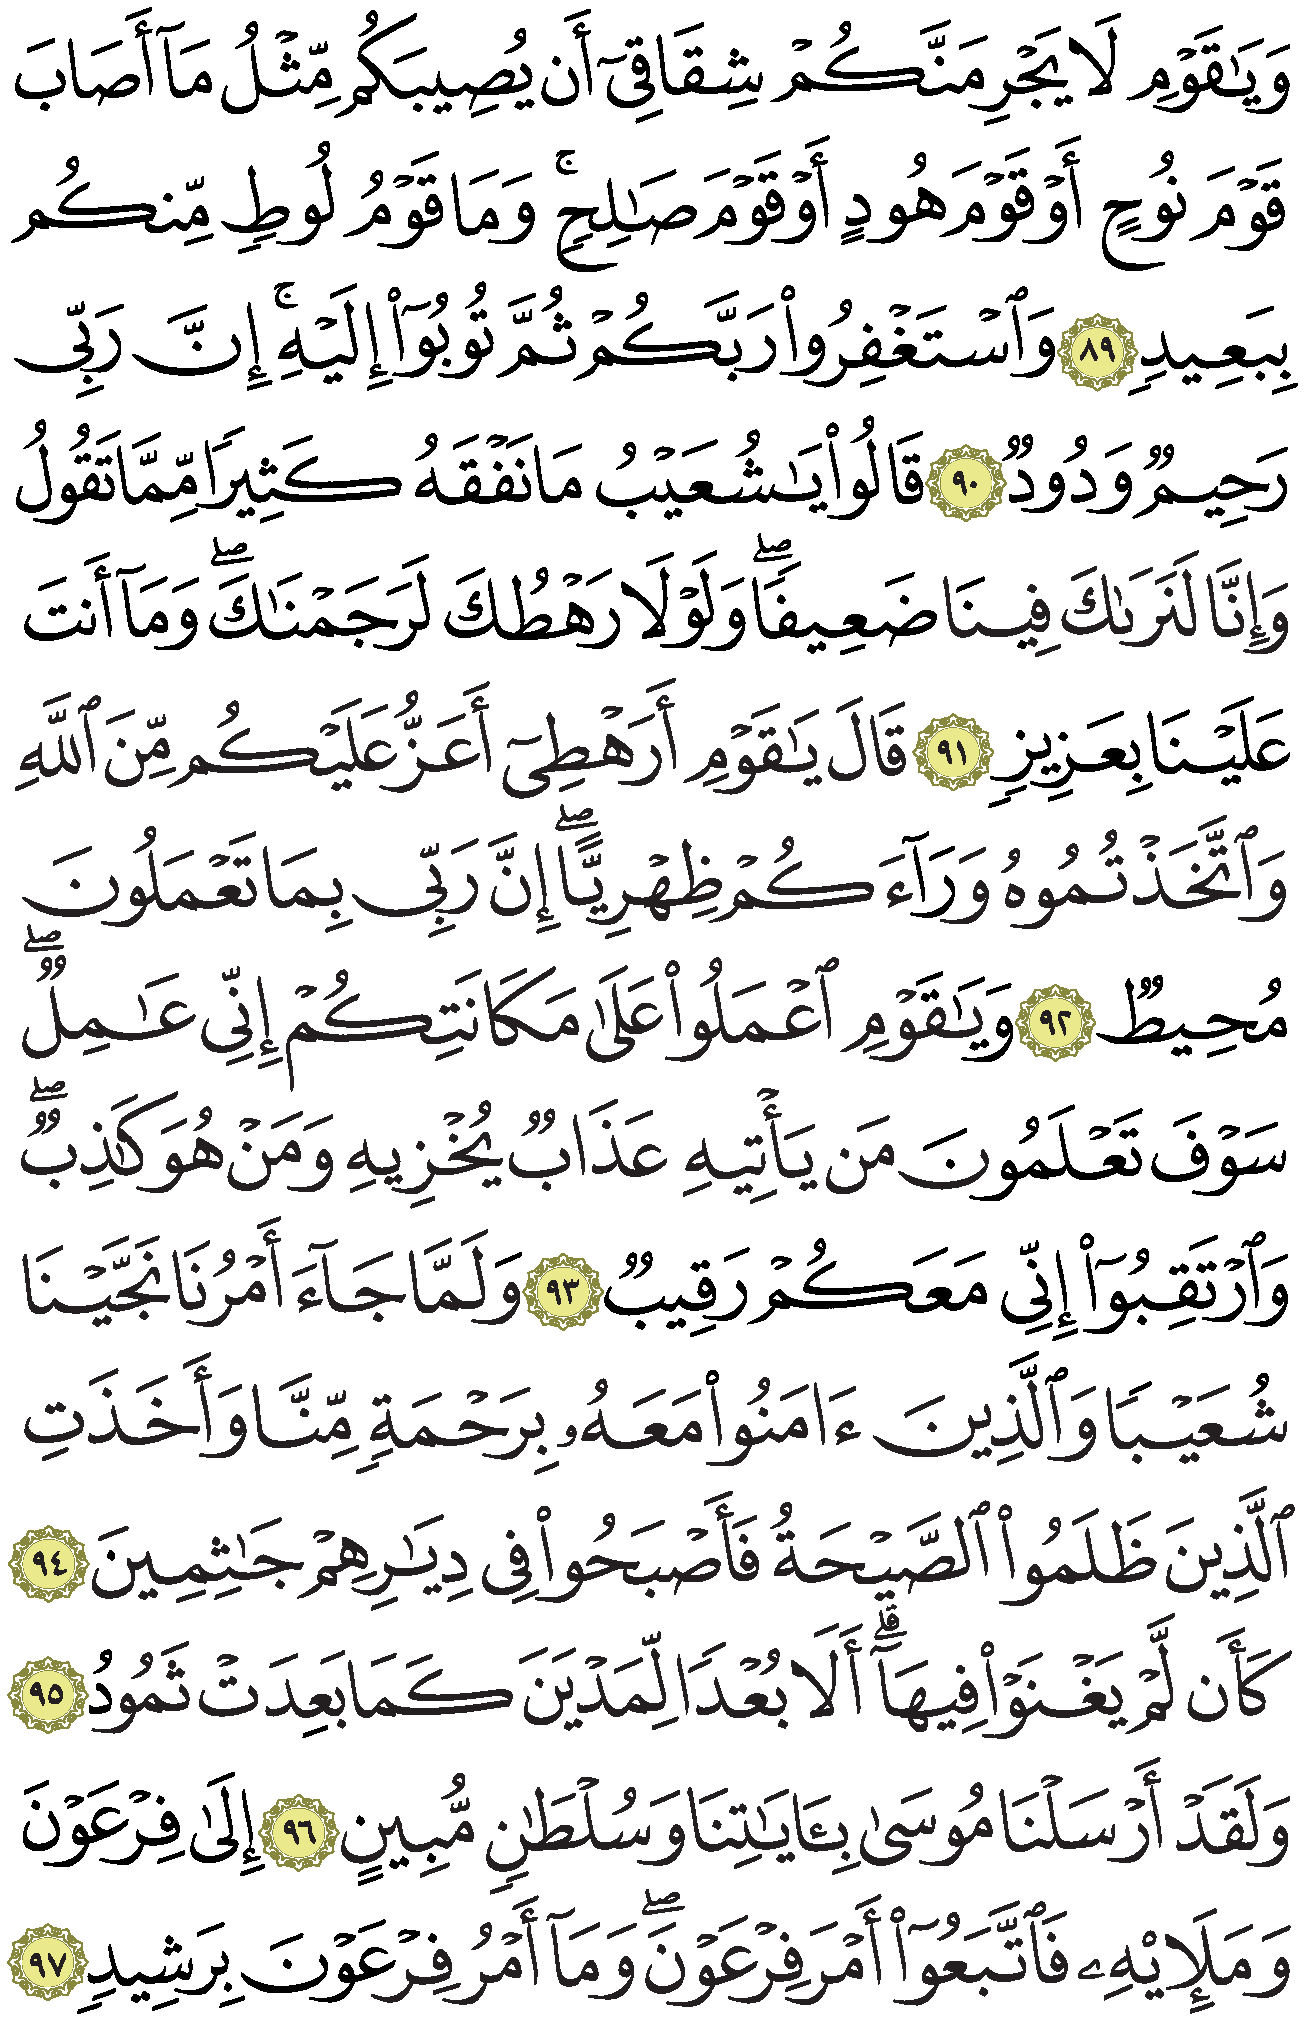 وَيَٰقَوْمِ لَا يَجْرِمَنَّكُمْ شِقَاقِىٓ أَن يُصِيبَكُم مِّثْلُ مَآ أَصَابَ
قَوْمَ نُوحٍ أَوْ قَوْمَ هُودٍ أَوْ قَوْمَ صَٰلِحٍ ۚ وَمَا قَوْمُ لُوطٍ مِّنكُم
بِبَعِيدٍ ٨٩ وَٱسْتَغْفِرُوا۟ رَبَّكُمْ ثُمَّ تُوبُوٓا۟ إِلَيْهِ ۚ إِنَّ رَبِّى
رَحِيمٌ وَدُودٌ ٩٠ قَالُوا۟ يَٰشُعَيْبُ مَا نَفْقَهُ كَثِيرًا مِّمَّا تَقُولُ
وَإِنَّا لَنَرَىٰكَ فِينَا ضَعِيفًا ۖ وَلَوْلَا رَهْطُكَ لَرَجَمْنَٰكَ ۖ وَمَآ أَنتَ
عَلَيْنَا بِعَزِيزٍ ٩١ قَالَ يَٰقَوْمِ أَرَهْطِىٓ أَعَزُّ عَلَيْكُم مِّنَ ٱللَّهِ
وَٱتَّخَذْتُمُوهُ وَرَآءَكُمْ ظِهْرِيًّا ۖ إِنَّ رَبِّى بِمَا تَعْمَلُونَ
مُحِيطٌ ٩٢ وَيَٰقَوْمِ ٱعْمَلُوا۟ عَلَىٰ مَكَانَتِكُمْ إِنِّى عَٰمِلٌ ۖ
سَوْفَ تَعْلَمُونَ مَن يَأْتِيهِ عَذَابٌ يُخْزِيهِ وَمَنْ هُوَ كَٰذِبٌ ۖ
وَٱرْتَقِبُوٓا۟ إِنِّى مَعَكُمْ رَقِيبٌ ٩٣ وَلَمَّا جَآءَ أَمْرُنَا نَجَّيْنَا
شُعَيْبًا وَٱلَّذِينَ ءَامَنُوا۟ مَعَهُۥ بِرَحْمَةٍ مِّنَّا وَأَخَذَتِ
ٱلَّذِينَ ظَلَمُوا۟ ٱلصَّيْحَةُ فَأَصْبَحُوا۟ فِى دِيَٰرِهِمْ جَٰثِمِينَ ٩٤
كَأَن لَّمْ يَغْنَوْا۟ فِيهَآ ۗ أَلَا بُعْدًا لِّمَدْيَنَ كَمَا بَعِدَتْ ثَمُودُ ٩٥
وَلَقَدْ أَرْسَلْنَا مُوسَىٰ بِـَٔايَٰتِنَا وَسُلْطَٰنٍ مُّبِينٍ ٩٦ إِلَىٰ فِرْعَوْنَ
وَمَلَإِي۟هِۦ فَٱتَّبَعُوٓا۟ أَمْرَ فِرْعَوْنَ ۖ وَمَآ أَمْرُ فِرْعَوْنَ بِرَشِيدٍ ٩٧